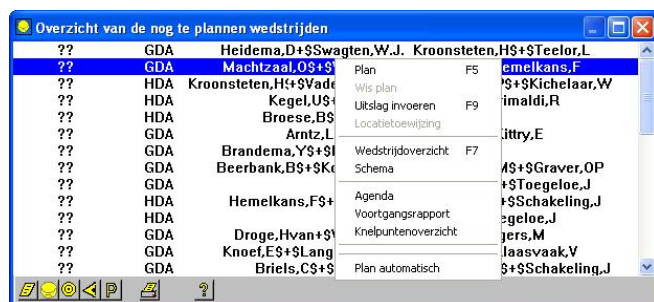 Overzicht van de nog te plannen wedstrijden
?? GDA Heidema,D+$Swagten,W.J. Kroonsteten,H$+$Teelor,L
?? GDA Machtzaal,O$+$ emelkans,F
?? HDA Kroonsteten,H$+$Vade $+$Kichelaar,W
?? GDA Kegel,U$+ rimaldi,R
?? HDA Broese,B$
?? GDA Arntz,L ittry,E
?? GDA Brandema,Y$+$
?? GDA Beerbank,B$+$K M$+$Graver,OP
?? GDA +$Toegeloe,J
?? HDA Hemelkans,F$+ +$Schakeling,J
?? HDA egeloe,J
?? GDA Droge,Hvan+$ gers,M
?? GDA Knoef,E$+$Lang laasvaak,V
?? GDA Briels,C$+$ $+$Schakeling,J
Plan F5
Wis plan
Uitslag invoeren F9
Locatietoewijzing
Wedstrijdoverzicht F7
Schema
Agenda
Voortgangsrapport
Knelpuntenoverzicht
Plan automatisch
P ?